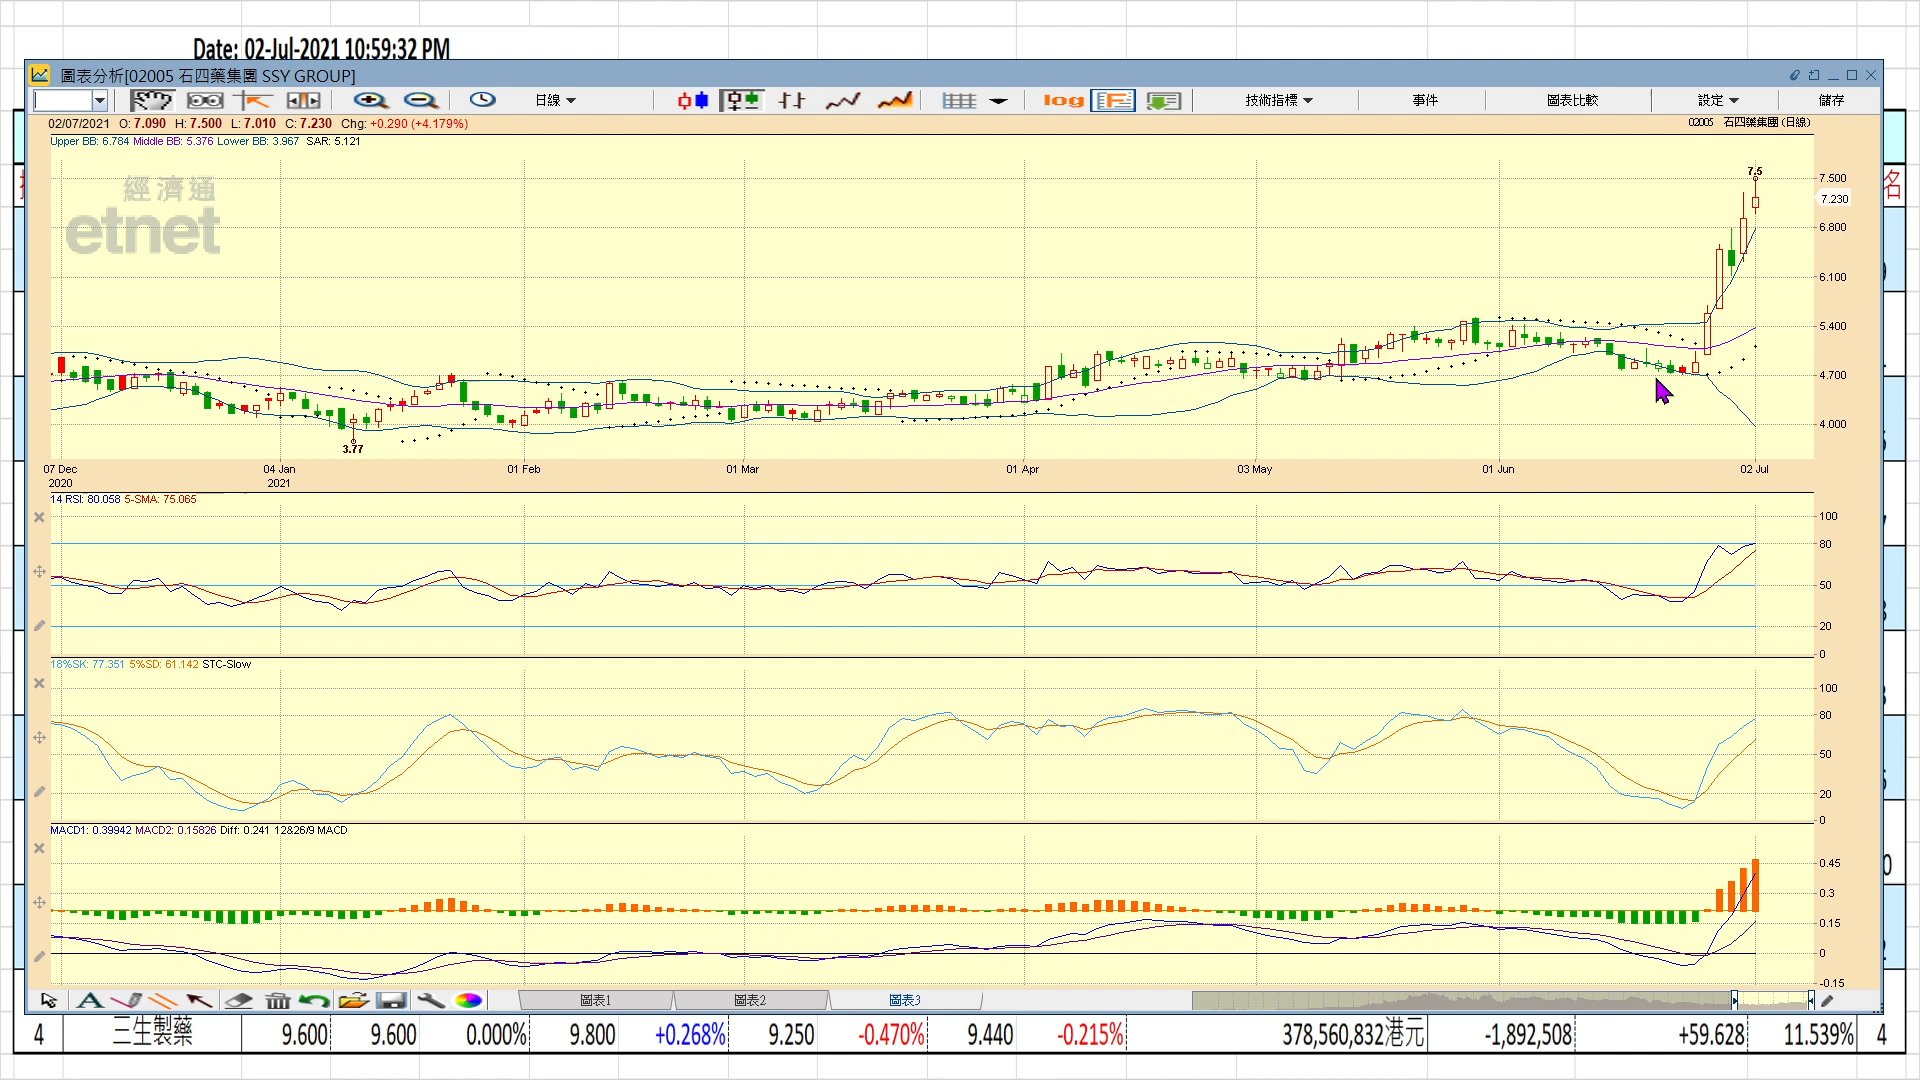 Date: 02-Jul-2021 10:59:32 PM
圖表分析[02005 石四藥集團 SSY GROUP]
日線 log 技術指標 事件 圖表比較 設定 儲存
02/07/2021 O: 7.090 H: 7.500 L: 7.010 C: 7.230 Chg: +0.290 (+4.179%) 02005 石四藥集團 (日線)
Upper BB: 6.784 Middle BB: 5.376 Lower BB: 3.967 SAR: 5.121
經濟通
etnet
7.5
7.500
名
7.230
6.800
6.100
5.400
4.700
4.000
3.77
07 Dec 04 Jan 01 Feb 01 Mar 01 Apr 03 May 01 Jun 02 Jul
2020 2021
14 RSI: 80.058 5-SMA: 75.065
100
80
50
20
0
18%SK: 77.351 5%SD: 61.142 STC-Slow
100
80
50
20
0
MACD1: 0.39942 MACD2: 0.15826 Diff: 0.241 12&26/9 MACD
0.45
0.3
0.15
0
-0.15
圖表1 圖表2 圖表3
4 三生製藥 9.600 9.600 0.000% 9.800 +0.268% 9.250 -0.470% 9.440 -0.215% 378,560,832港元 -1,892,508 +59.628 11.539% 4